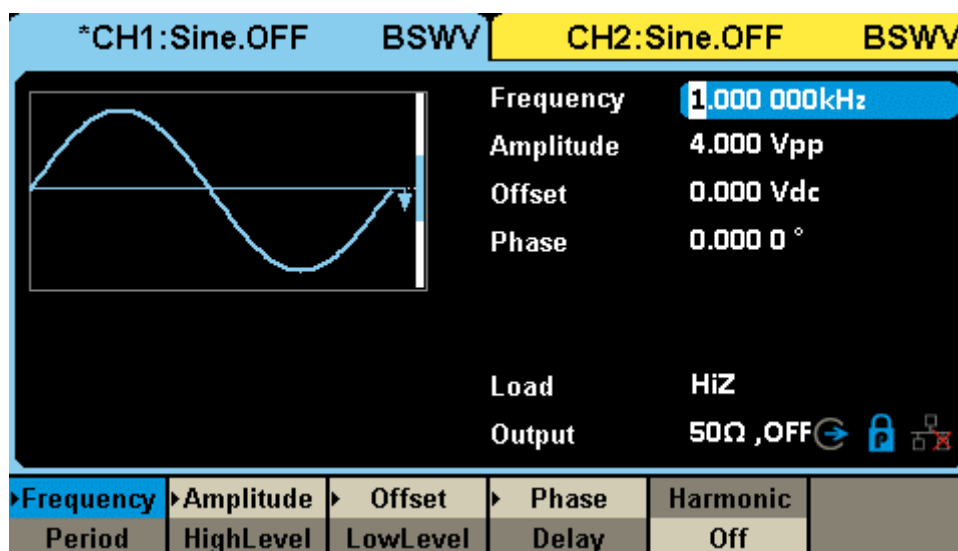 *CH1:Sine.OFF BSWV CH2:Sine.OFF BSWV
Frequency 1.000 000kHz
Amplitude 4.000 Vpp
Offset 0.000 Vdc
Phase 0.000 0 °
Load HiZ
Output 50Ω ,OFF
Frequency Amplitude Offset Phase Harmonic
Period HighLevel LowLevel Delay Off